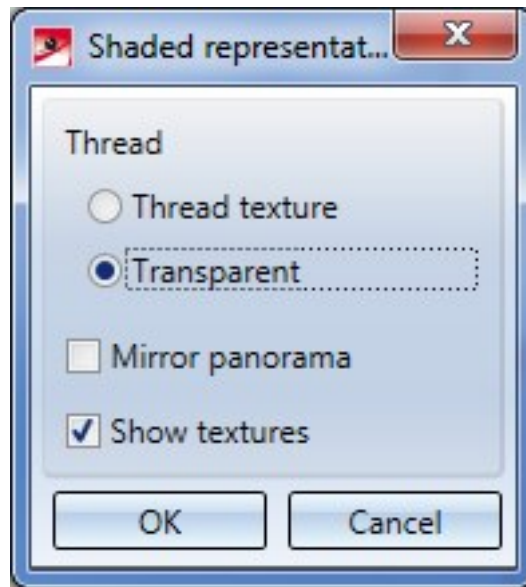 Shaded representat...
Thread
Thread texture
Transparent
Mirror panorama
Show textures
OK Cancel